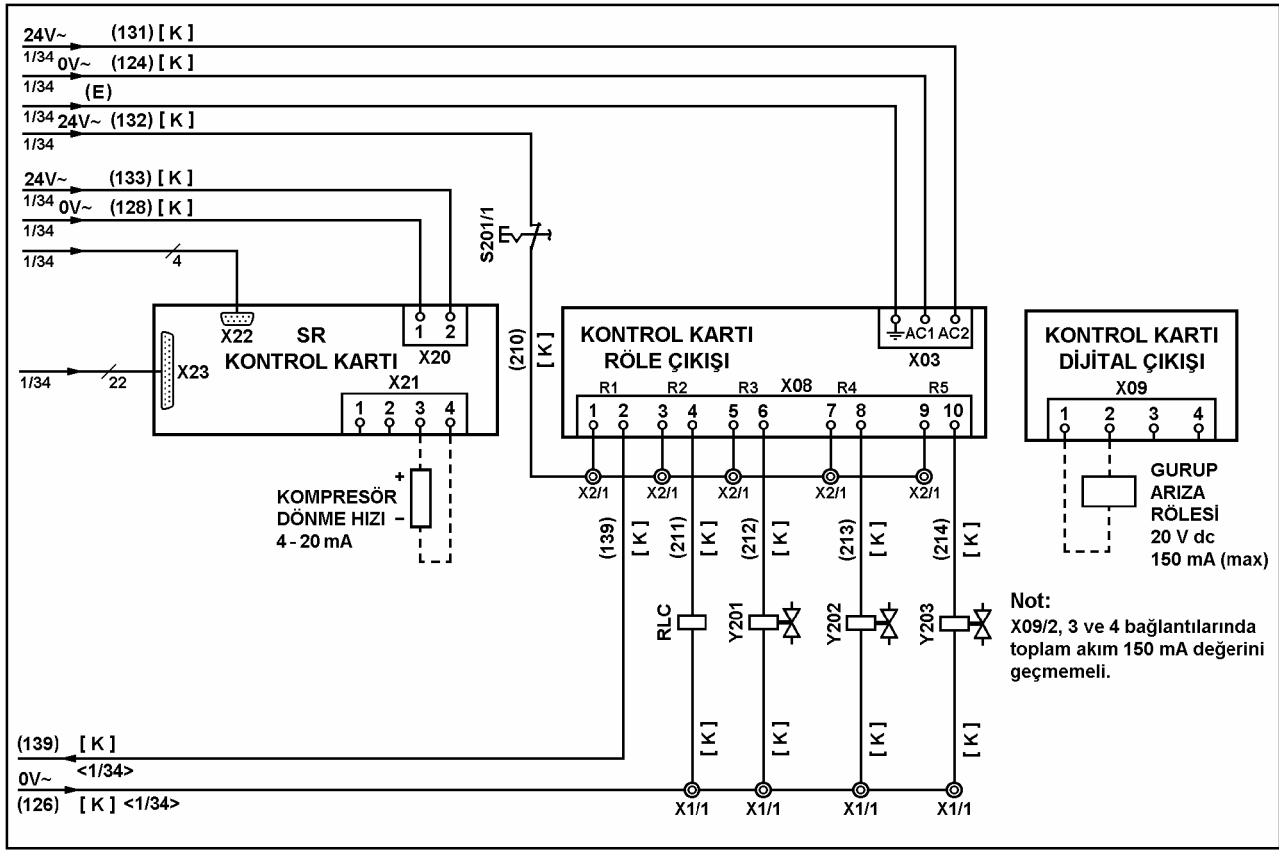 24V~ (131) [ K ]
1/34 0V~ (124) [ K ]
1/34 (E)
1/34 24V~ (132) [ K ]
1/34
24V~ (133) [ K ]
1/34 0V~ (128) [ K ]
1/34
1/34 4
S201/1
X22
SR
KONTROL KARTI
1 2
X20
1/34 22 X23
X21
1 2 3 4
+
KOMPRESÖR
DÖNME HIZI –
4 - 20 mA
(210) [ K ]
KONTROL KARTI
RÖLE ÇIKIŞI
AC1 AC2
X03
R1 R2 R3 X08 R4 R5
1 2 3 4 5 6 7 8 9 10
X2/1 X2/1 X2/1 X2/1 X2/1
(139) [ K ] (211) [ K ] (212) [ K ] (213) [ K ] (214) [ K ]
RLC Y201 Y202 Y203
[ K ] [ K ] [ K ] [ K ]
KONTROL KARTI
DİJİTAL ÇIKIŞI
X09
1 2 3 4
GURUP
ARIZA
RÖLESİ
20 V dc
150 mA (max)
Not:
X09/2, 3 ve 4 bağlantılarında
toplam akım 150 mA değerini
geçmemeli.
(139) [ K ]
<1/34>
0V~
(126) [ K ] <1/34>
X1/1 X1/1 X1/1 X1/1